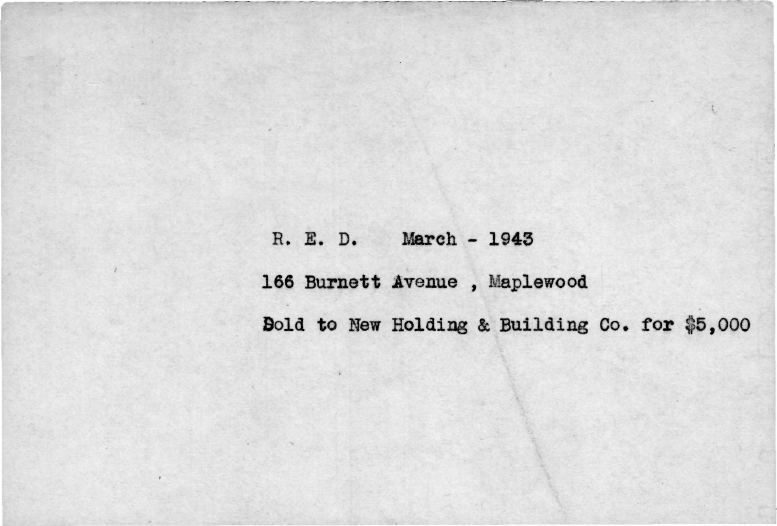 R. E. D. March - 1943
166 Burnett Avenue , Maplewood
Sold to New Holding & Building Co. for $5,000